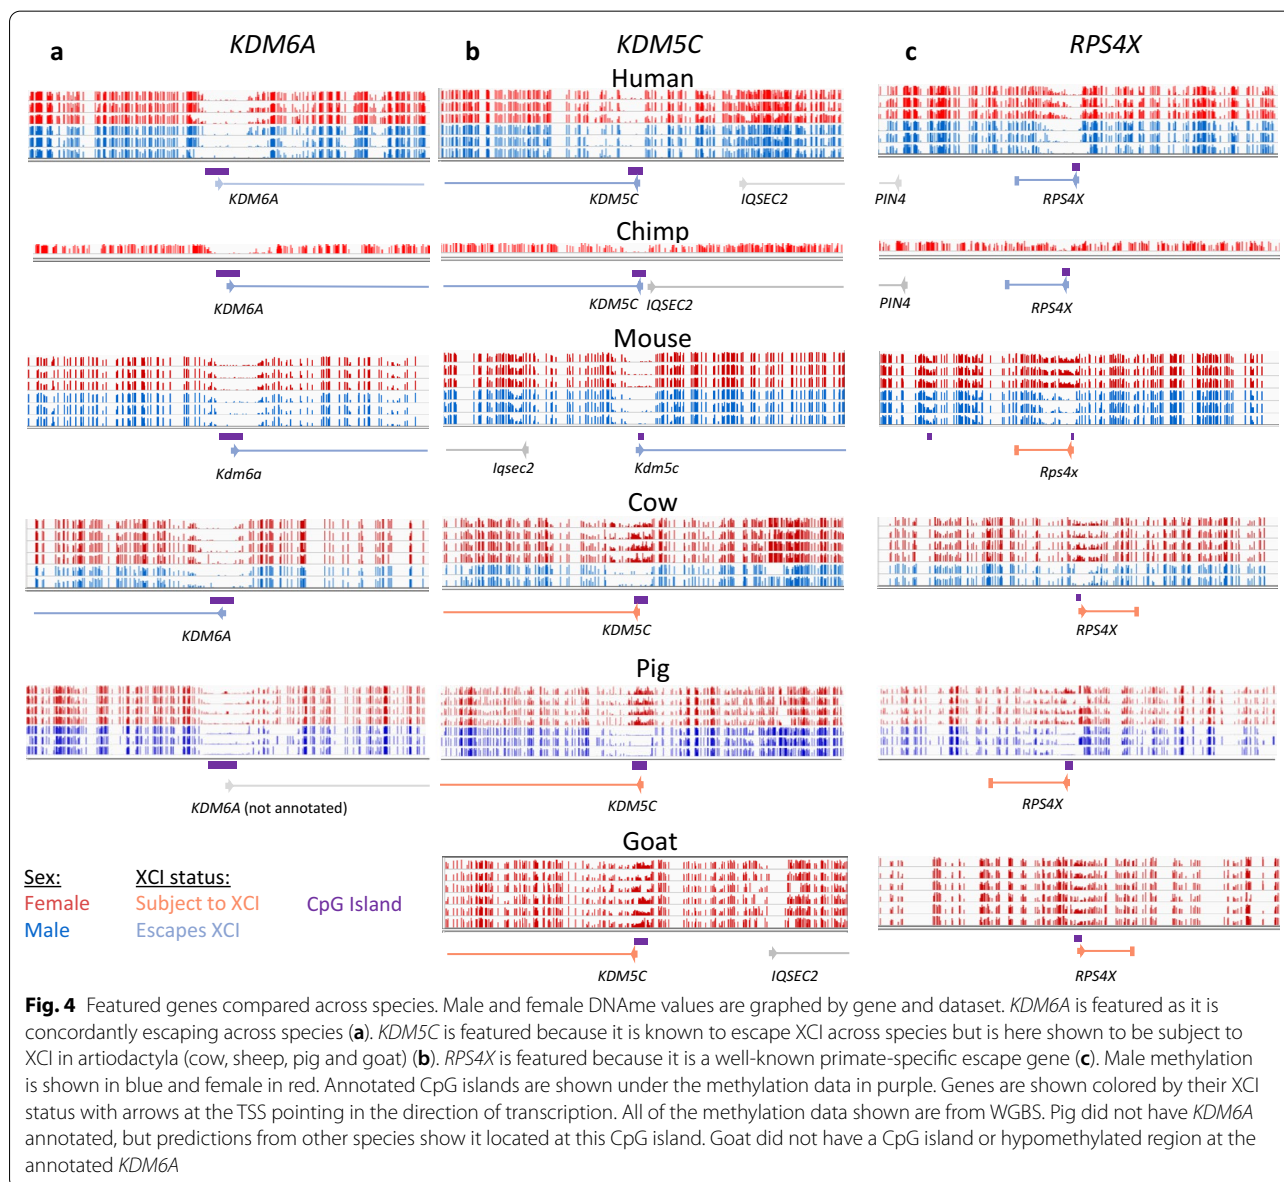 a KDM6A b KDM5C c RPS4X
Human
KDM6A KDM5C IQSEC2 PIN4 RPS4X
Chimp
KDM6A KDM5C IQSEC2 PIN4 RPS4X
Mouse
Kdm6a Iqsec2 Kdm5c Rps4x
Cow
KDM6A KDM5C RPS4X
Pig
KDM6A (not annotated) KDM5C RPS4X
Goat
KDM5C IQSEC2 RPS4X
Sex: XCI status:
Female Subject to XCI CpG Island
Male Escapes XCI
Fig. 4 Featured genes compared across species. Male and female DNAme values are graphed by gene and dataset. KDM6A is featured as it is
concordantly escaping across species (a). KDM5C is featured because it is known to escape XCI across species but is here shown to be subject to
XCI in artiodactyla (cow, sheep, pig and goat) (b). RPS4X is featured because it is a well-known primate-specific escape gene (c). Male methylation
is shown in blue and female in red. Annotated CpG islands are shown under the methylation data in purple. Genes are shown colored by their XCI
status with arrows at the TSS pointing in the direction of transcription. All of the methylation data shown are from WGBS. Pig did not have KDM6A
annotated, but predictions from other species show it located at this CpG island. Goat did not have a CpG island or hypomethylated region at the
annotated KDM6A